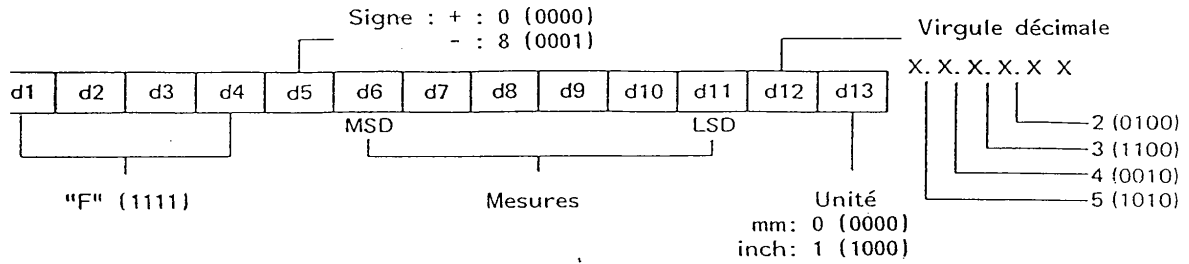 Signe : + : 0 (0000)
- : 8 (0001)
Virgule décimale
X. X. X. X. X X
d1 d2 d3 d4 d5 d6 d7 d8 d9 d10 d11 d12 d13
MSD LSD
2 (0100)
3 (1100)
4 (0010)
5 (1010)
"F" (1111) Mesures Unité
mm: 0 (0000)
inch: 1 (1000)